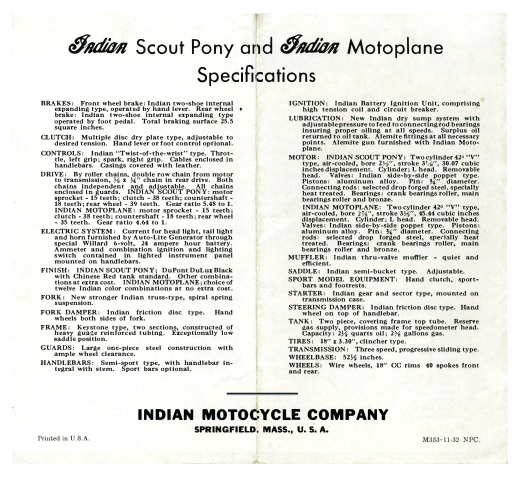 Indian Scout Pony and Indian Motoplane
Specifications
BRAKES: Front wheel brake: Indian two-shoe internal
expanding type, operated by hand lever. Rear wheel
brake: Indian two-shoe internal expanding type
operated by foot pedal. Total braking surface 25.5
square inches.
CLUTCH: Multiple disc dry plate type, adjustable to
desired tension. Hand lever or foot control optional.
CONTROLS: Indian "Twist-of-the-wrist" type. Throt-
tle, left grip; spark, right grip. Cables enclosed in
handlebars. Casings covered with leather.
DRIVE: By roller chains, double row chain from motor
to transmission, ½ x ¼" chain in rear drive. Both
chains independent and adjustable. All chains
enclosed in guards. INDIAN SCOUT PONY: motor
sprocket - 15 teeth; clutch - 38 teeth; countershaft -
18 teeth; rear wheel - 39 teeth. Gear ratio 5.48 to 1.
INDIAN MOTOPLANE: motor sprocket - 15 teeth;
clutch - 38 teeth; countershaft - 18 teeth; rear wheel
- 35 teeth. Gear ratio 4.64 to 1.
ELECTRIC SYSTEM: Current for head light, tail light
and horn furnished by Auto-Lite Generator through
special Willard 6-volt, 24 ampere hour battery.
Ammeter and combination ignition and lighting
switch contained in lighted instrument panel
mounted on handlebars.
FINISH: INDIAN SCOUT PONY: DuPont DuLux Black
with Chinese Red tank standard. Other combina-
tions at extra cost. INDIAN MOTOPLANE; choice of
twelve Indian color combinations at no extra cost.
FORK: New stronger Indian truss-type, spiral spring
suspension.
FORK DAMPER: Indian friction disc type. Hand
wheels both sides of fork.
FRAME: Keystone type, two sections, constructed of
heavy guage reinforced tubing. Exceptionally low
saddle position.
GUARDS: Large one-piece steel construction with
ample wheel clearance.
HANDLEBARS: Semi-sport type, with handlebar in-
tegral with stem. Sport bars optional.
IGNITION: Indian Battery Ignition Unit, comprising
high tension coil and circuit breaker.
LUBRICATION: New Indian dry sump system with
adjustable pressure to feed to connecting rod bearings
insuring proper oiling at all speeds. Surplus oil
returned to oil tank. Alemite fittings at all necessary
points. Alemite gun furnished with Indian Moto-
plane.
MOTOR: INDIAN SCOUT PONY: Two cylinder 42° "V"
type, air-cooled, bore 2½", stroke 3 1/16", 30.07 cubic
inches displacement. Cylinder; L head. Removable
head. Valves: Indian side-by-side poppet type.
Pistons: aluminum alloy. Pin: diameter.
Connecting rods: selected drop forged steel, specially
heat treated. Bearings: crank bearings roller, main
bearings roller and bronze.
INDIAN MOTOPLANE: Two cylinder 42° "V" type,
air-cooled, bore 2⅞", stroke 3½", 45.44 cubic inches
displacement. Cylinder; L head. Removable head.
Valves: Indian side-by-side poppet type. Pistons:
aluminum alloy. Pin: diameter. Connecting
rods: selected drop forged steel, specially heat
treated. Bearings: crank bearings roller, main
bearings roller and bronze.
MUFFLER: Indian thru-valve muffler - quiet and
efficient.
SADDLE: Indian semi-bucket type. Adjustable.
SPORT MODEL EQUIPMENT: Hand clutch, sport-
bars and footrests.
STARTER: Indian gear and sector type, mounted on
transmission case.
STEERING DAMPER: Indian friction disc type. Hand
wheel on top of handlebar.
TANK: Two piece, covering frame top tube. Reserve
gas supply, provisions made for speedometer head.
Capacity: 2½ quarts oil; 2¾ gallons gas.
TIRES: 18" x 3.30", clincher type.
TRANSMISSION: Three speed, progressive sliding type.
WHEELBASE: 52½ inches.
WHEELS: Wire wheels, 18" CC rims 40 spokes front
and rear.
INDIAN MOTOCYCLE COMPANY
SPRINGFIELD, MASS., U. S. A.
Printed in U.S.A.
M353-11-32 NPC.